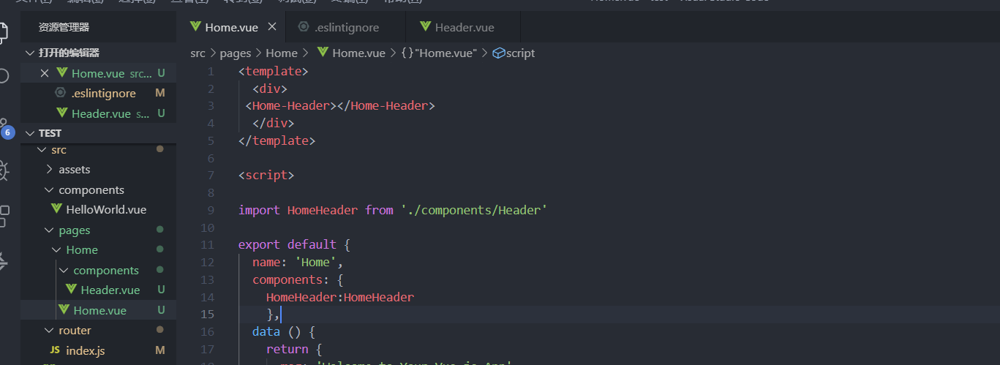 资源管理器
Home.vue
.eslintignore
Header.vue
打开的编辑器
src > pages > Home > Home.vue > {} "Home.vue" > script
Home.vue src... U
.eslintignore M
Header.vue s... U
6
TEST
src
assets
components
HelloWorld.vue
pages
Home
components
Header.vue U
Home.vue U
router
JS index.js M
1 <template>
2 <div>
3 <Home-Header></Home-Header>
4 </div>
5 </template>
6
7 <script>
8
9 import HomeHeader from './components/Header'
10
11 export default {
12 name: 'Home',
13 components: {
14 HomeHeader:HomeHeader
15 },
16 data () {
17 return {